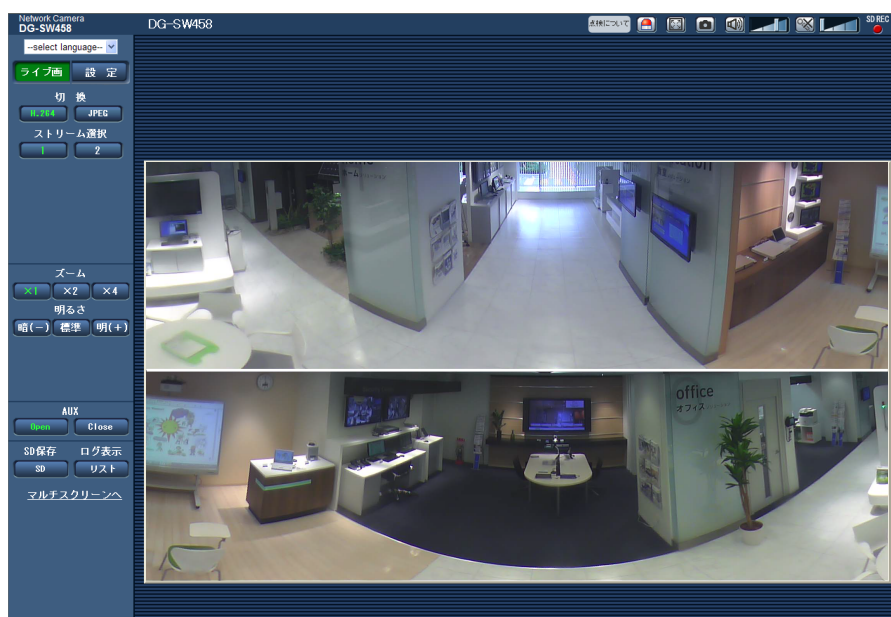 Network Camera
DG-SW458
DG-SW458
点検について
SD REC
--select language--
ライブ画
設 定
切 換
H.264
JPEG
ストリーム選択
1
2
ズーム
×1
×2
×4
明るさ
暗(-)
標準
明(+)
AUX
Open
Close
SD保存
ログ表示
SD
リスト
マルチスクリーンへ
ホーム
office
オフィス